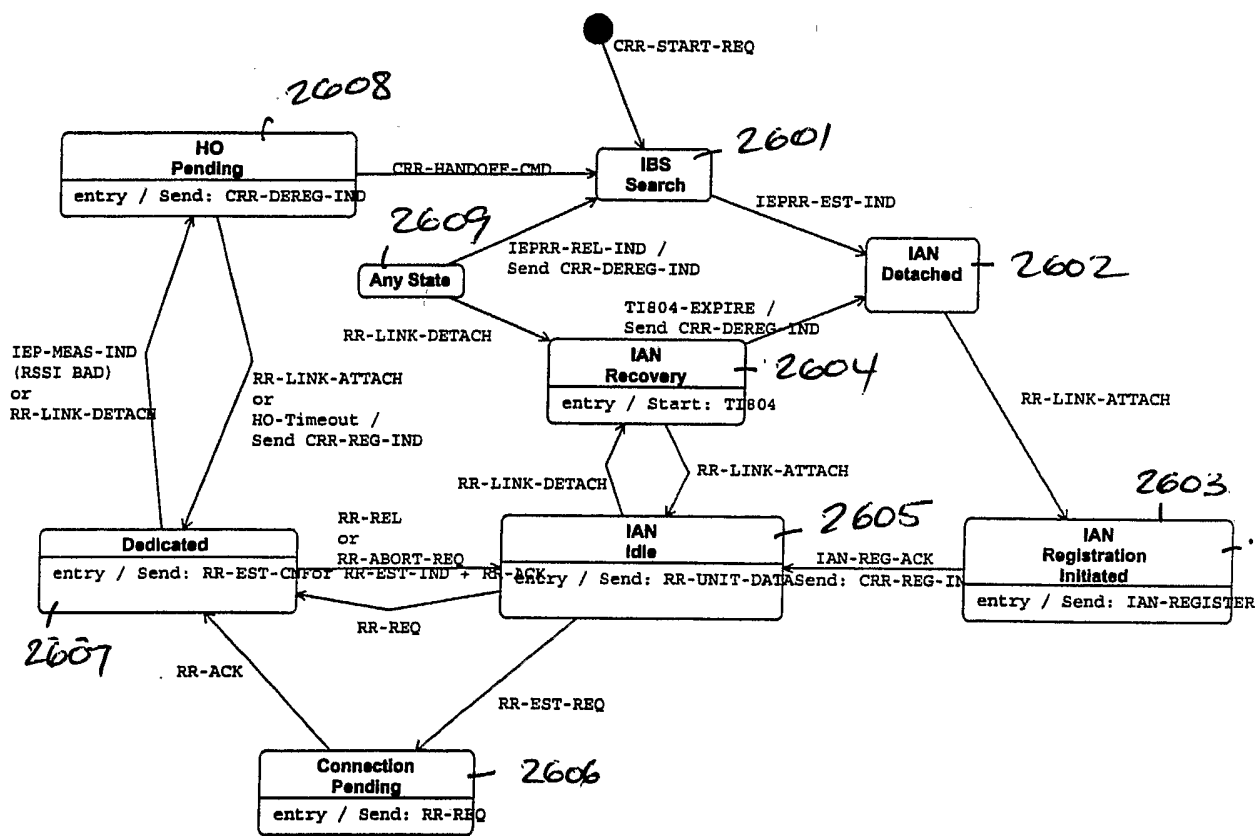 CRR-START-REQ
2608
HO
Pending
entry / Send: CRR-DEREG-IND
CRR-HANDOFF-CMD
2601
IBS
Search
IEPRR-EST-IND
2609
Any State
IEPRR-REL-IND /
Send CRR-DEREG-IND
IAN
Detached
2602
RR-LINK-DETACH
TI804-EXPIRE /
Send CRR-DEREG-IND
IAN
Recovery
entry / Start: TI804
2604
IEP-MEAS-IND
(RSSI BAD)
or
RR-LINK-DETACH
RR-LINK-ATTACH
or
HO-Timeout /
Send CRR-REG-IND
RR-LINK-ATTACH
RR-LINK-DETACH
RR-LINK-ATTACH
2603
Dedicated
entry / Send: RR-EST-CNF or RR-EST-IND + RR-ACK
2607
RR-REL
or
RR-ABORT-REQ
IAN
Idle
entry / Send: RR-UNIT-DATA Send: CRR-REG-IN
2605
IAN-REG-ACK
IAN
Registration
Initiated
entry / Send: IAN-REGISTER
RR-REQ
RR-ACK
RR-EST-REQ
Connection
Pending
entry / Send: RR-REQ
2606